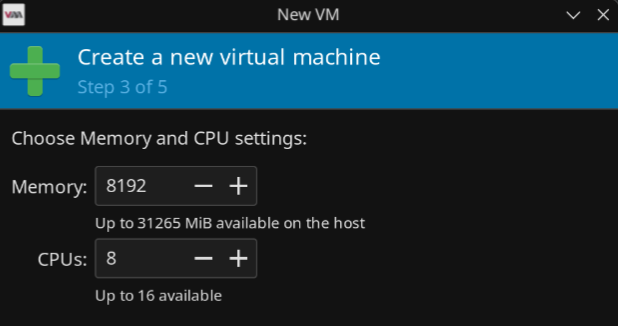 New VM
Create a new virtual machine
Step 3 of 5
Choose Memory and CPU settings:
Memory: 8192 − +
Up to 31265 MiB available on the host
CPUs: 8 − +
Up to 16 available